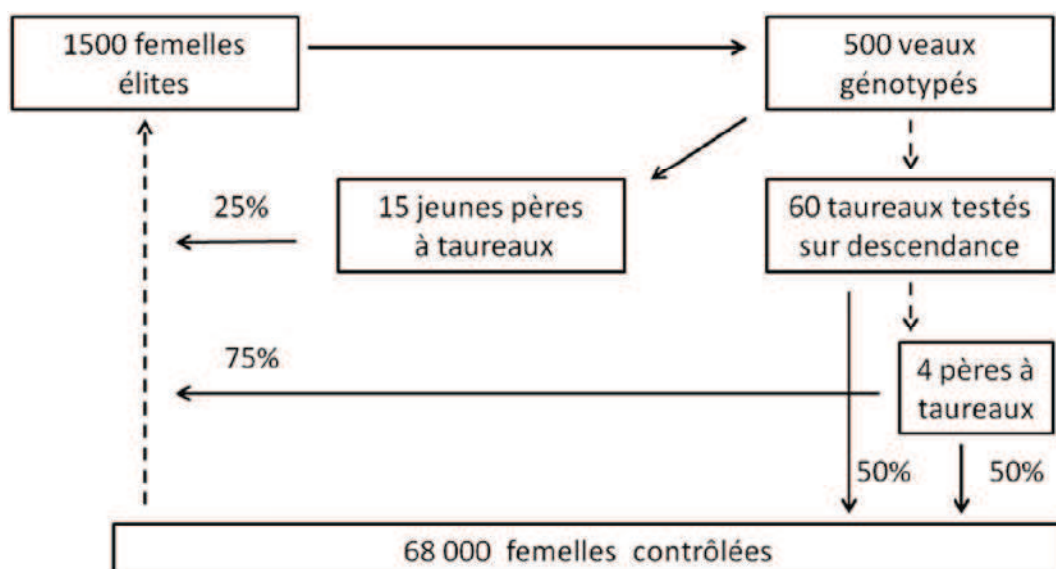 1500 femelles
élites
500 veaux
génotypés
25%
15 jeunes pères
à taureaux
60 taureaux testés
sur descendance
75%
4 pères à
taureaux
50%
50%
68 000 femelles contrôlées